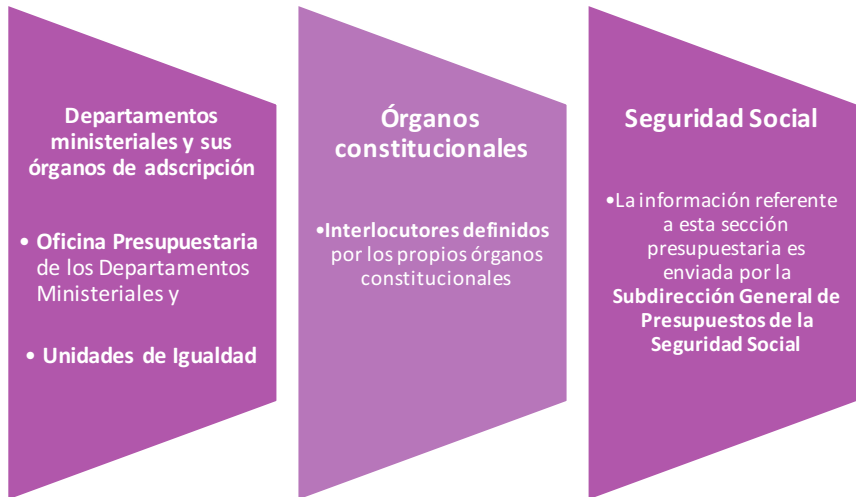 Departamentos
ministeriales y sus
órganos de adscripción
• Oficina Presupuestaria
de los Departamentos
Ministeriales y
• Unidades de Igualdad
Órganos
constitucionales
•Interlocutores definidos
por los propios órganos
constitucionales
Seguridad Social
•La información referente
a esta sección
presupuestaria es
enviada por la
Subdirección General de
Presupuestos de la
Seguridad Social